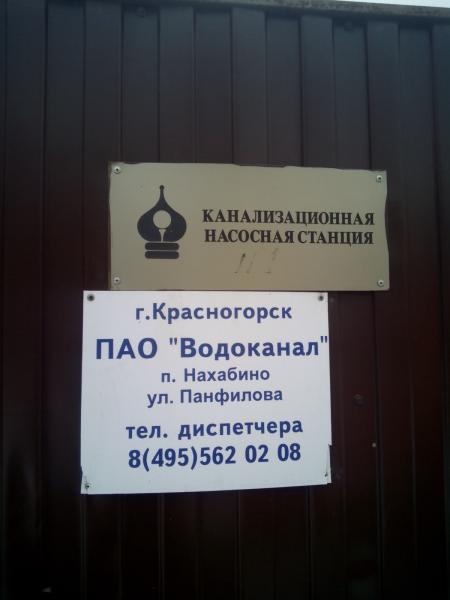 КАНАЛИЗАЦИОННАЯ
НАСОСНАЯ СТАНЦИЯ
г.Красногорск
ПАО "Водоканал"
п. Нахабино
ул. Панфилова
тел. диспетчера
8(495)562 02 08